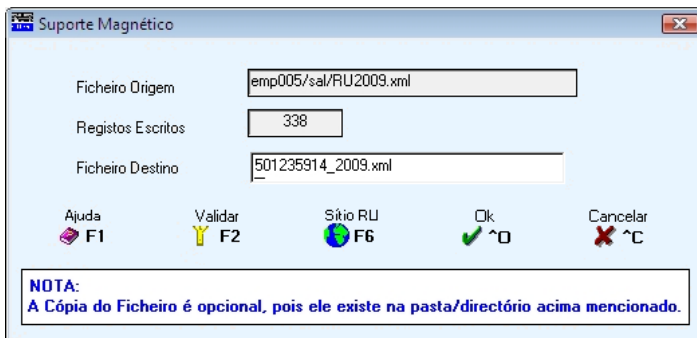 Suporte Magnético
Ficheiro Origem emp005/sal/RU2009.xml
Registos Escritos 338
Ficheiro Destino 501235914_2009.xml
Ajuda Validar Sítio RU Ok Cancelar
F1 F2 F6 ^O ^C
NOTA:
A Cópia do Ficheiro é opcional, pois ele existe na pasta/directório acima mencionado.